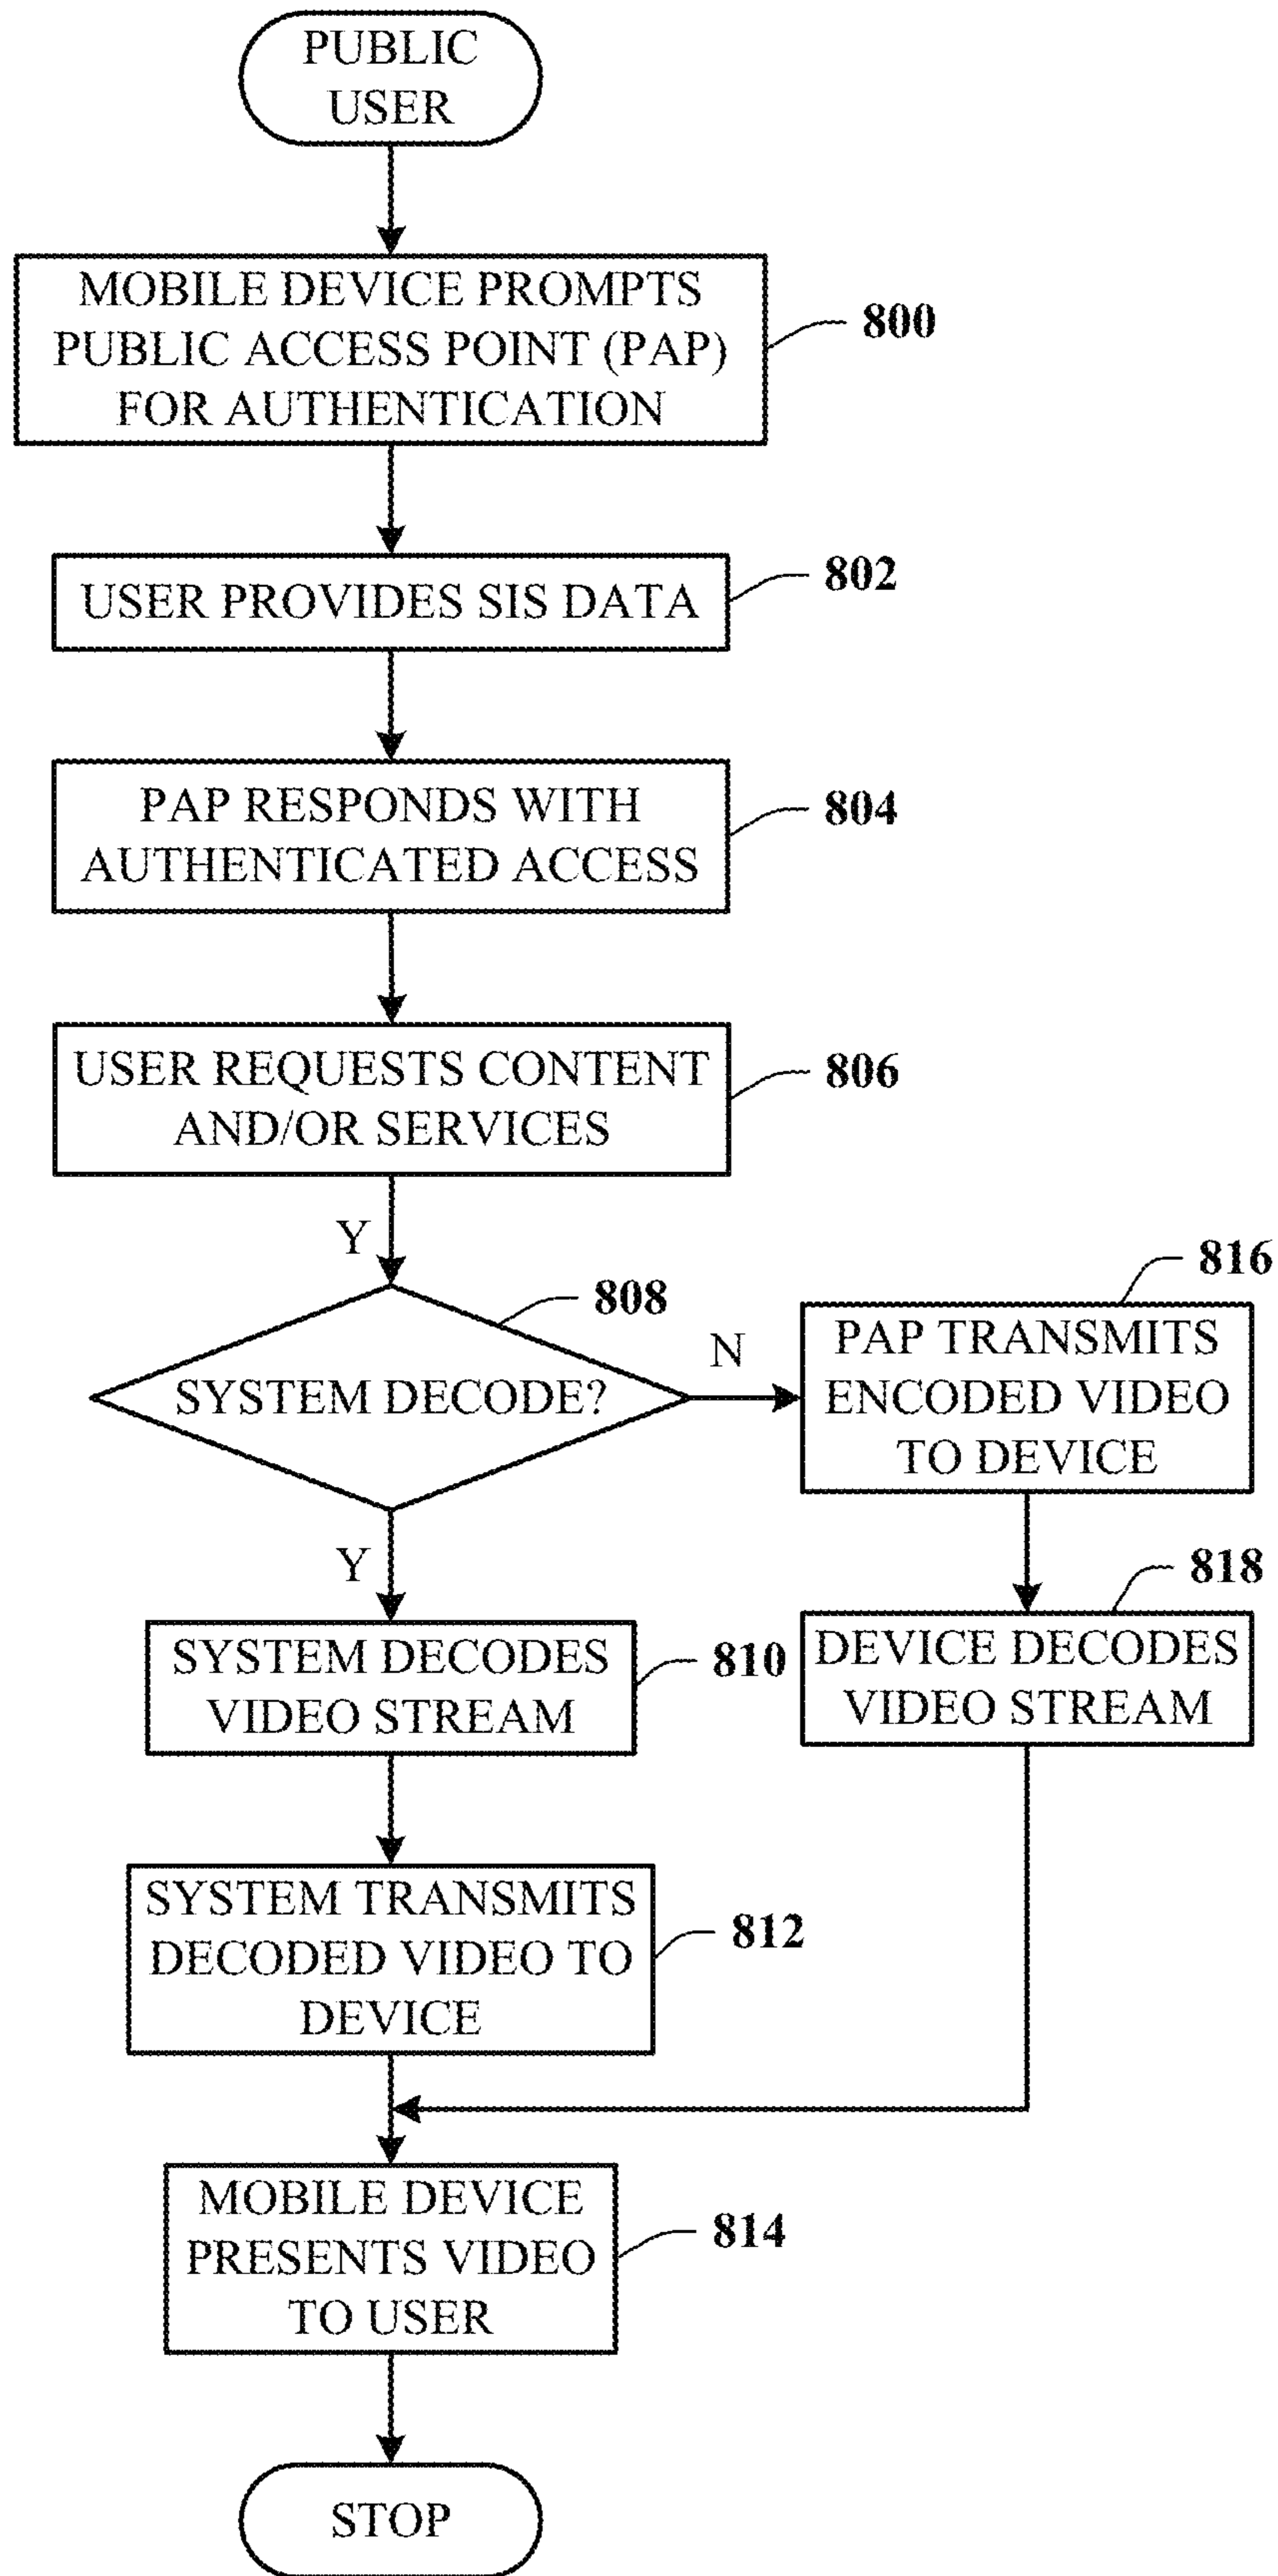 PUBLIC
USER
MOBILE DEVICE PROMPTS
PUBLIC ACCESS POINT (PAP)
FOR AUTHENTICATION
800
USER PROVIDES SIS DATA
802
PAP RESPONDS WITH
AUTHENTICATED ACCESS
804
USER REQUESTS CONTENT
AND/OR SERVICES
806
Y
808
SYSTEM DECODE?
N
816
PAP TRANSMITS
ENCODED VIDEO
TO DEVICE
Y
818
DEVICE DECODES
VIDEO STREAM
SYSTEM DECODES
VIDEO STREAM
810
SYSTEM TRANSMITS
DECODED VIDEO TO
DEVICE
812
MOBILE DEVICE
PRESENTS VIDEO
TO USER
814
STOP